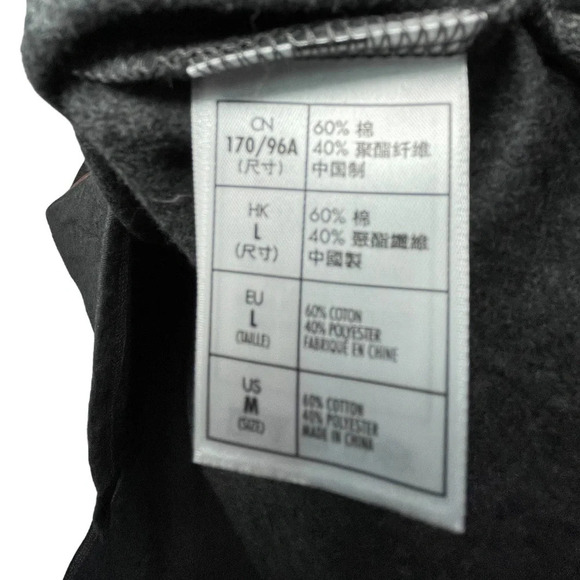 CN
170/96A
(尺寸)
60% 棉
40% 聚酯纤维
中国制
HK
L
(尺寸)
60% 棉
40% 聚酯纖維
中國製
EU
L
(TAILLE)
60% COTON
40% POLYESTER
FABRIQUÉ EN CHINE
US
M
(SIZE)
60% COTTON
40% POLYESTER
MADE IN CHINA